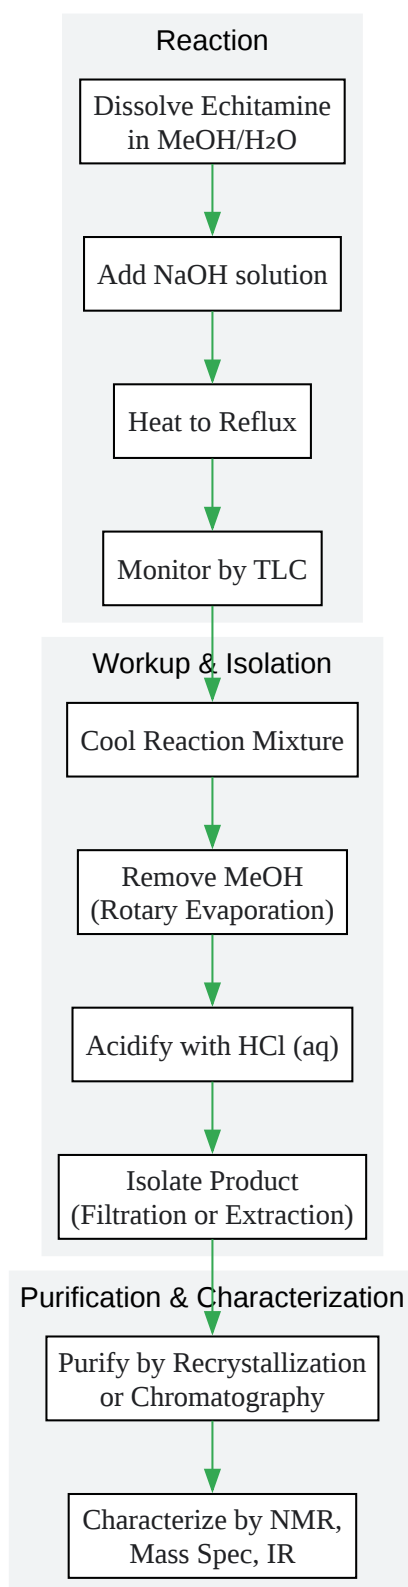 Reaction
Dissolve Echitamine
in MeOH/H₂O
Add NaOH solution
Heat to Reflux
Monitor by TLC
Workup & Isolation
Cool Reaction Mixture
Remove MeOH
(Rotary Evaporation)
Acidify with HCl (aq)
Isolate Product
(Filtration or Extraction)
Purification & Characterization
Purify by Recrystallization
or Chromatography
Characterize by NMR,
Mass Spec, IR